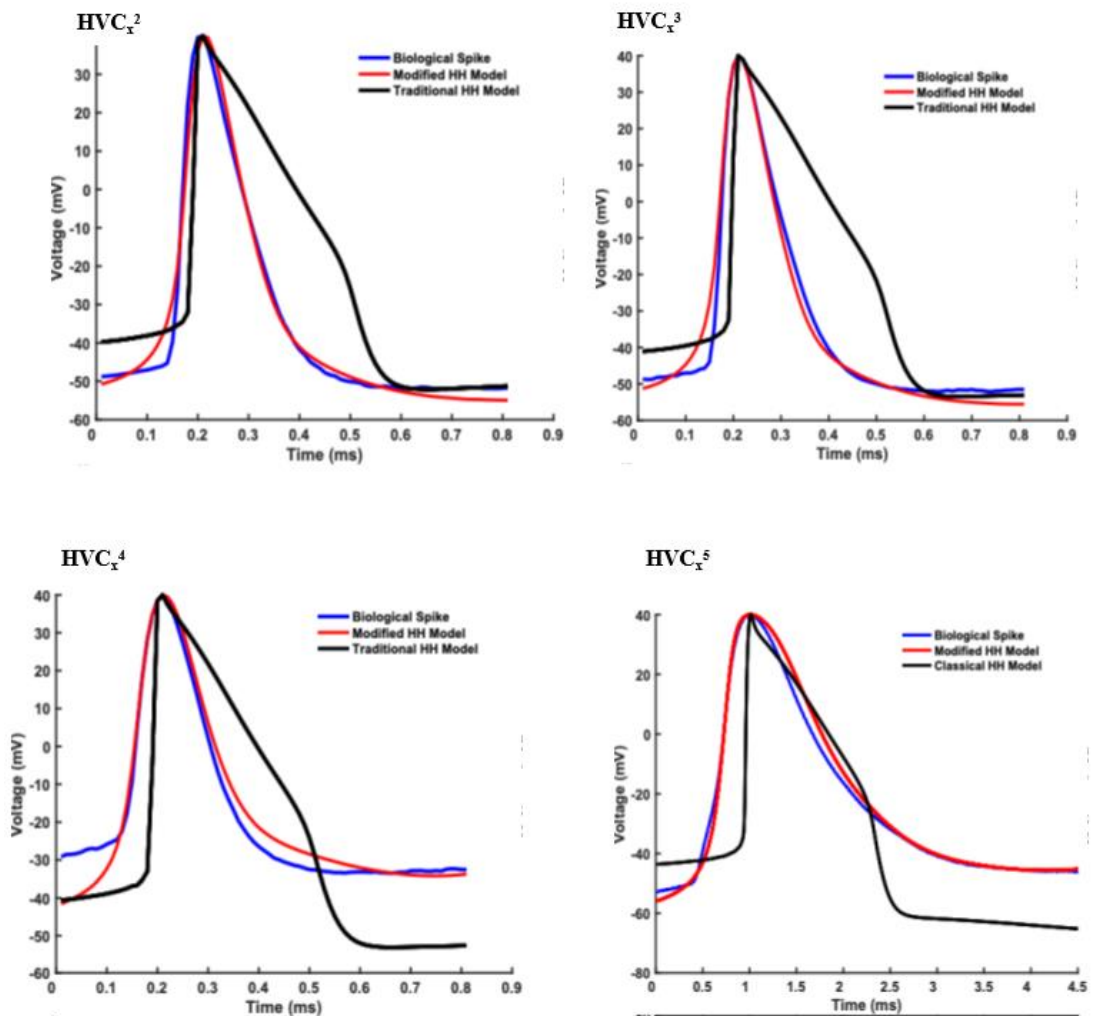 HVCx2
Biological Spike
Modified HH Model
Traditional HH Model
Voltage (mV)
30
20
10
0
-10
-20
-30
-40
-50
-60
0 0.1 0.2 0.3 0.4 0.5 0.6 0.7 0.8 0.9
Time (ms)
HVCx3
Biological Spike
Modified HH Model
Traditional HH Model
Voltage (mV)
40
30
20
10
0
-10
-20
-30
-40
-50
-60
0 0.1 0.2 0.3 0.4 0.5 0.6 0.7 0.8 0.9
Time (ms)
HVCx4
Biological Spike
Modified HH Model
Traditional HH Model
Voltage (mV)
40
30
20
10
0
-10
-20
-30
-40
-50
-60
0 0.1 0.2 0.3 0.4 0.5 0.6 0.7 0.8 0.9
Time (ms)
HVCx5
Biological Spike
Modified HH Model
Classical HH Model
Voltage (mV)
40
20
0
-20
-40
-60
-80
0 0.5 1 1.5 2 2.5 3 3.5 4 4.5
Time (ms)